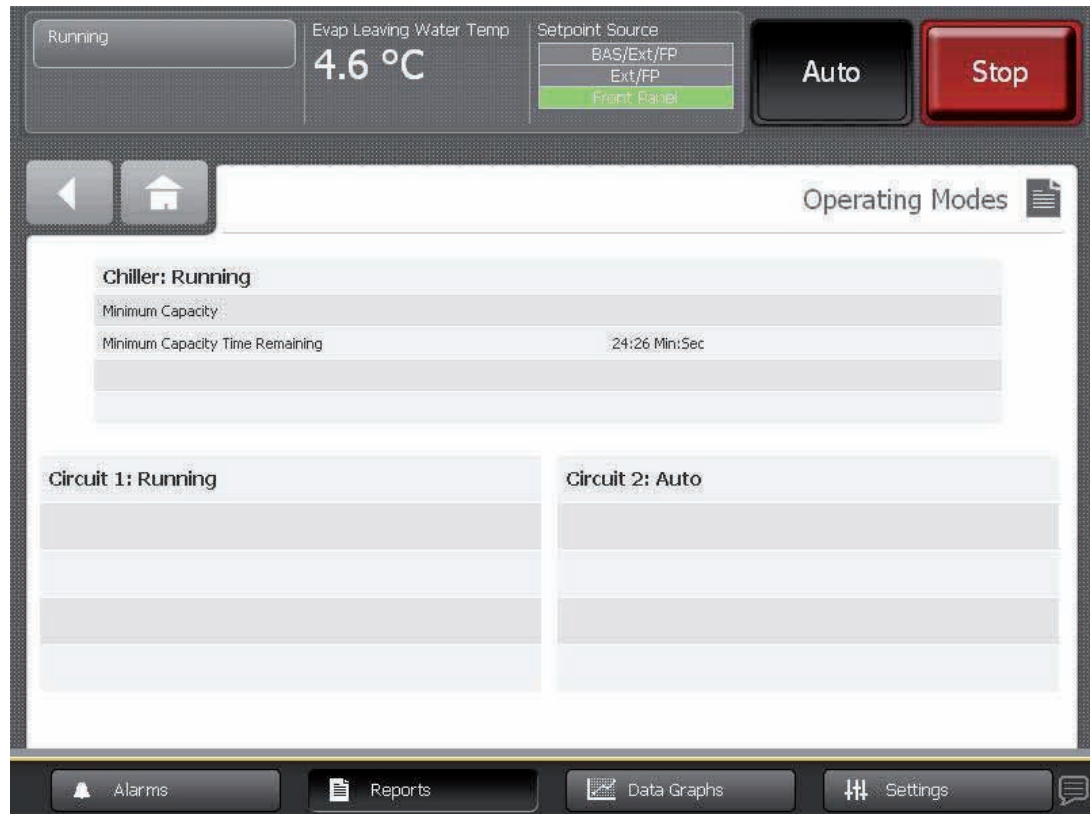 Running
Evap Leaving Water Temp
4.6 °C
Setpoint Source
BAS/Ext/FP
Ext/FP
Front Panel
Auto
Stop
Operating Modes
Chiller: Running
Minimum Capacity
Minimum Capacity Time Remaining 24:26 Min:Sec
Circuit 1: Running
Circuit 2: Auto
Alarms
Reports
Data Graphs
Settings